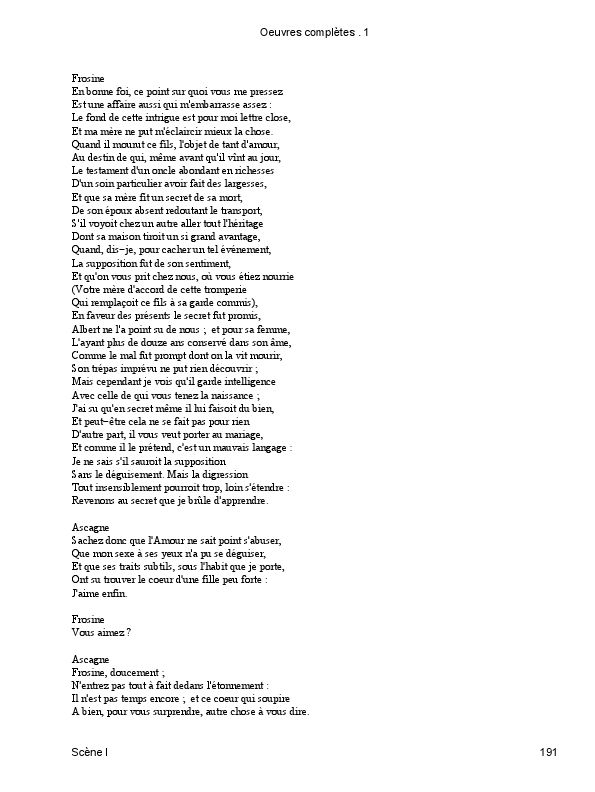 Oeuvres complètes . 1
Frosine
En bonne foi, ce point sur quoi vous me pressez
Est une affaire aussi qui m'embarrasse assez :
Le fond de cette intrigue est pour moi lettre close,
Et ma mère ne put m'éclaircir mieux la chose.
Quand il mourut ce fils, l'objet de tant d'amour,
Au destin de qui, même avant qu'il vînt au jour,
Le testament d'un oncle abondant en richesses
D'un soin particulier avoir fait des largesses,
Et que sa mère fit un secret de sa mort,
De son époux absent redoutant le transport,
S'il voyoit chez un autre aller tout l'héritage
Dont sa maison tiroit un si grand avantage,
Quand, dis−je, pour cacher un tel événement,
La supposition fut de son sentiment,
Et qu'on vous prit chez nous, où vous étiez nourrie
(Votre mère d'accord de cette tromperie
Qui remplaçoit ce fils à sa garde commis),
En faveur des présents le secret fut promis,
Albert ne l'a point su de nous ; et pour sa femme,
L'ayant plus de douze ans conservé dans son âme,
Comme le mal fut prompt dont on la vit mourir,
Son trépas imprévu ne put rien découvrir ;
Mais cependant je vois qu'il garde intelligence
Avec celle de qui vous tenez la naissance ;
J'ai su qu'en secret même il lui faisoit du bien,
Et peut−être cela ne se fait pas pour rien
D'autre part, il vous veut porter au mariage,
Et comme il le prétend, c'est un mauvais langage :
Je ne sais s'il sauroit la supposition
Sans le déguisement. Mais la digression
Tout insensiblement pourroit trop, loin s'étendre :
Revenons au secret que je brûle d'apprendre.
Ascagne
Sachez donc que l'Amour ne sait point s'abuser,
Que mon sexe à ses yeux n'a pu se déguiser,
Et que ses traits subtils, sous l'habit que je porte,
Ont su trouver le coeur d'une fille peu forte :
J'aime enfin.
Frosine
Vous aimez ?
Ascagne
Frosine, doucement ;
N'entrez pas tout à fait dedans l'étonnement :
Il n'est pas temps encore ; et ce coeur qui soupire
A bien, pour vous surprendre, autre chose à vous dire.
Scène I 191